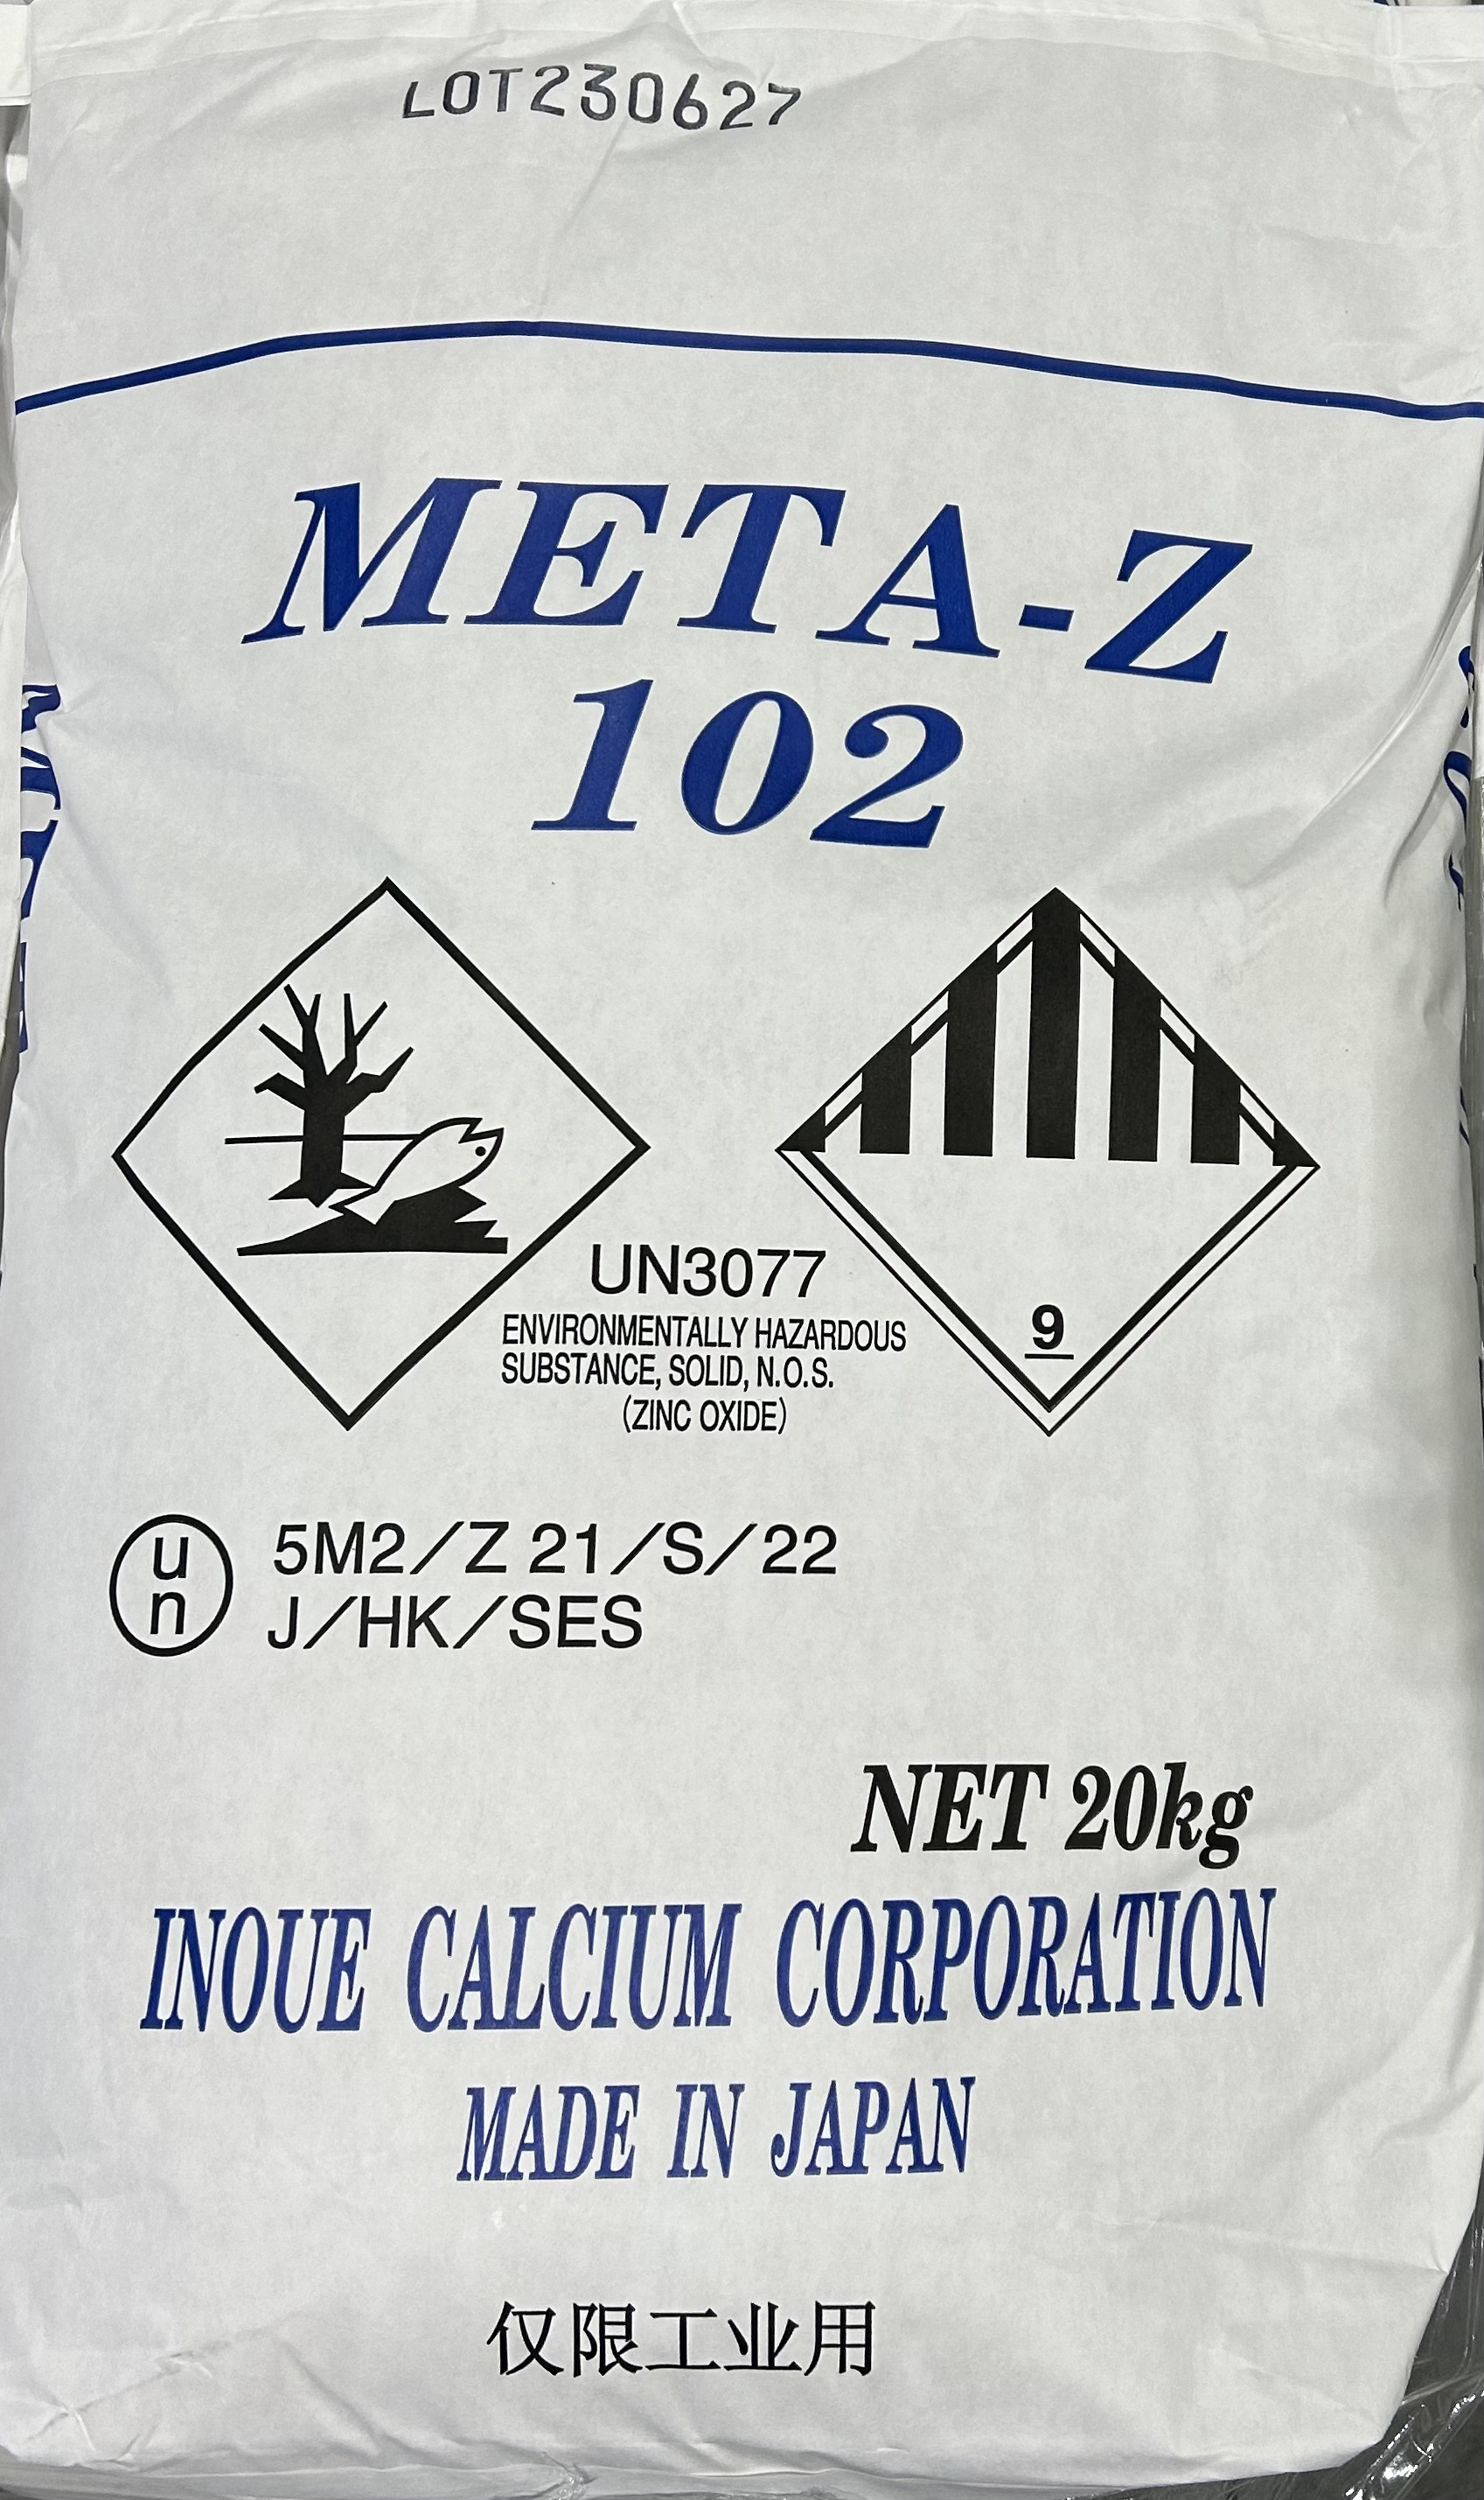 LOT230627
META-Z
102
UN3077
ENVIRONMENTALLY HAZARDOUS
SUBSTANCE, SOLID, N.O.S.
(ZINC OXIDE)
9
u
n
5M2/Z 21/S/22
J/HK/SES
NET 20kg
INOUE CALCIUM CORPORATION
MADE IN JAPAN
仅限工业用